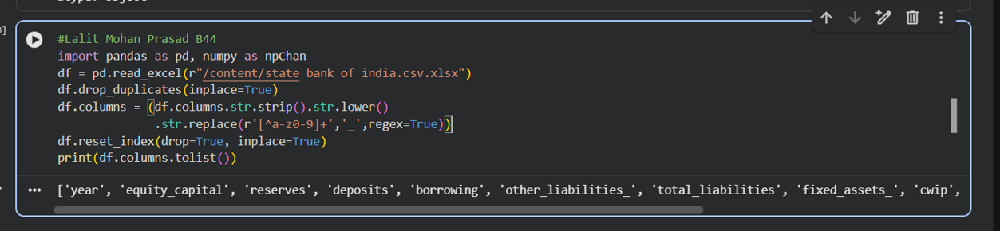 3]
#Lalit Mohan Prasad B44
import pandas as pd, numpy as npChan
df = pd.read_excel(r"/content/state bank of india.csv.xlsx")
df.drop_duplicates(inplace=True)
df.columns = (df.columns.str.strip().str.lower()
.str.replace(r'[^a-z0-9]+','_',regex=True))
df.reset_index(drop=True, inplace=True)
print(df.columns.tolist())
['year', 'equity_capital', 'reserves', 'deposits', 'borrowing', 'other_liabilities_', 'total_liabilities', 'fixed_assets_', 'cwip',